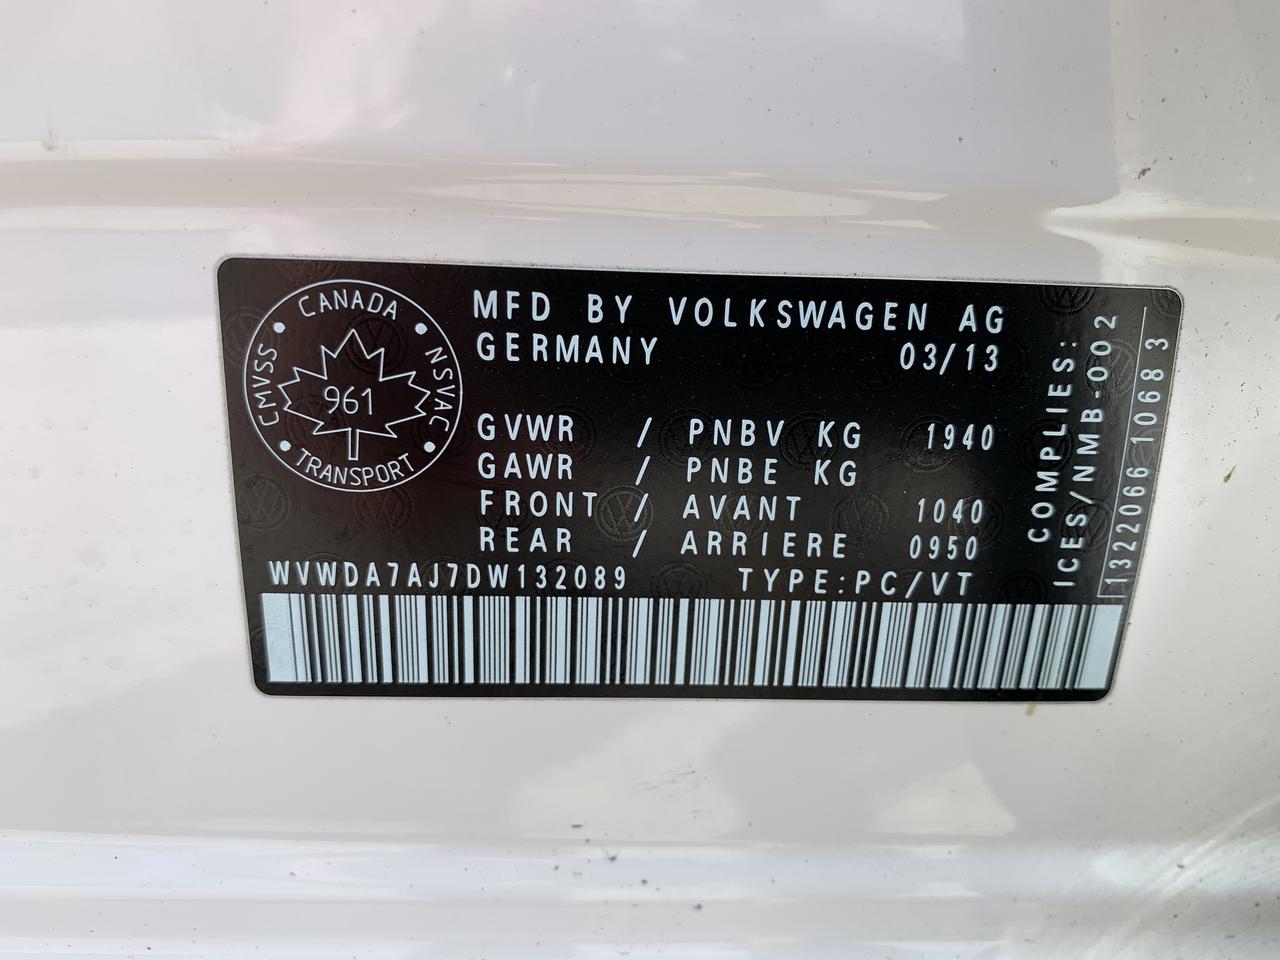 CANADA
CMVSS
NSVAC
961
TRANSPORT
MFD BY VOLKSWAGEN AG
GERMANY 03/13
GVWR / PNBV KG 1940
GAWR / PNBE KG
FRONT / AVANT 1040
REAR / ARRIERE 0950
WVWDA7AJ7DW132089 TYPE:PC/VT
COMPLIES:
ICES/NMB-002
1322066 1068 3